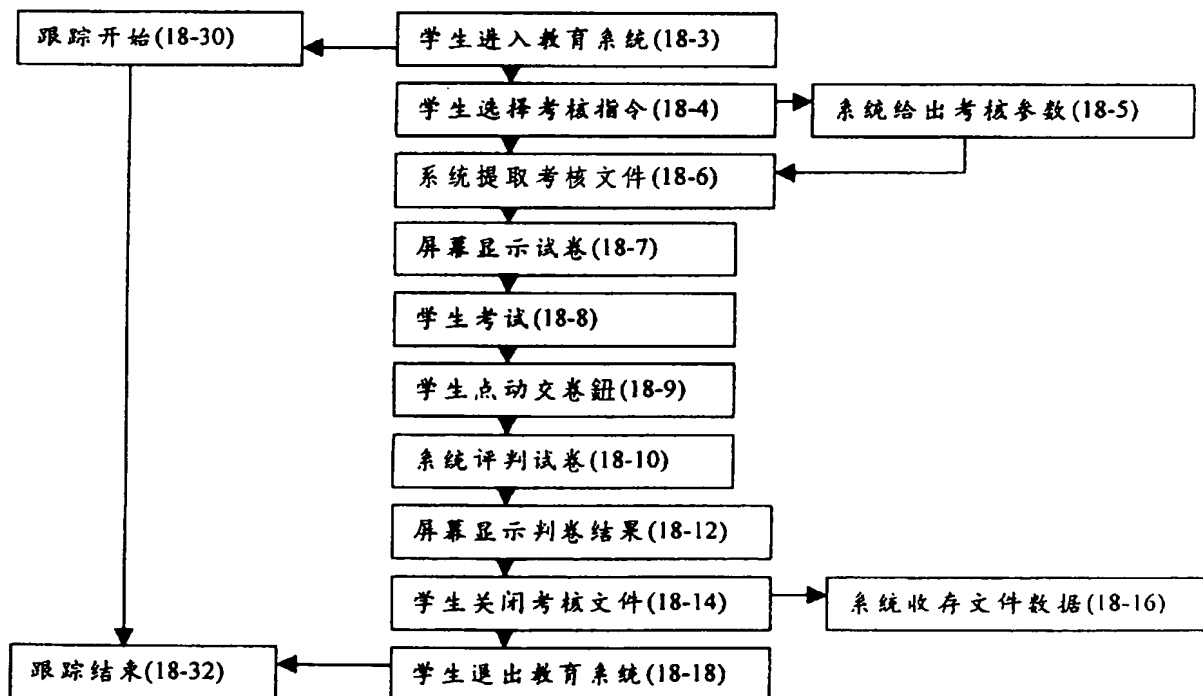 跟踪开始(18-30)
学生进入教育系统(18-3)
学生选择考核指令(18-4)
系统给出考核参数(18-5)
系统提取考核文件(18-6)
屏幕显示试卷(18-7)
学生考试(18-8)
学生点动交卷鈕(18-9)
系统评判试卷(18-10)
屏幕显示判卷结果(18-12)
学生关闭考核文件(18-14)
系统收存文件数据(18-16)
跟踪结束(18-32)
学生退出教育系统(18-18)